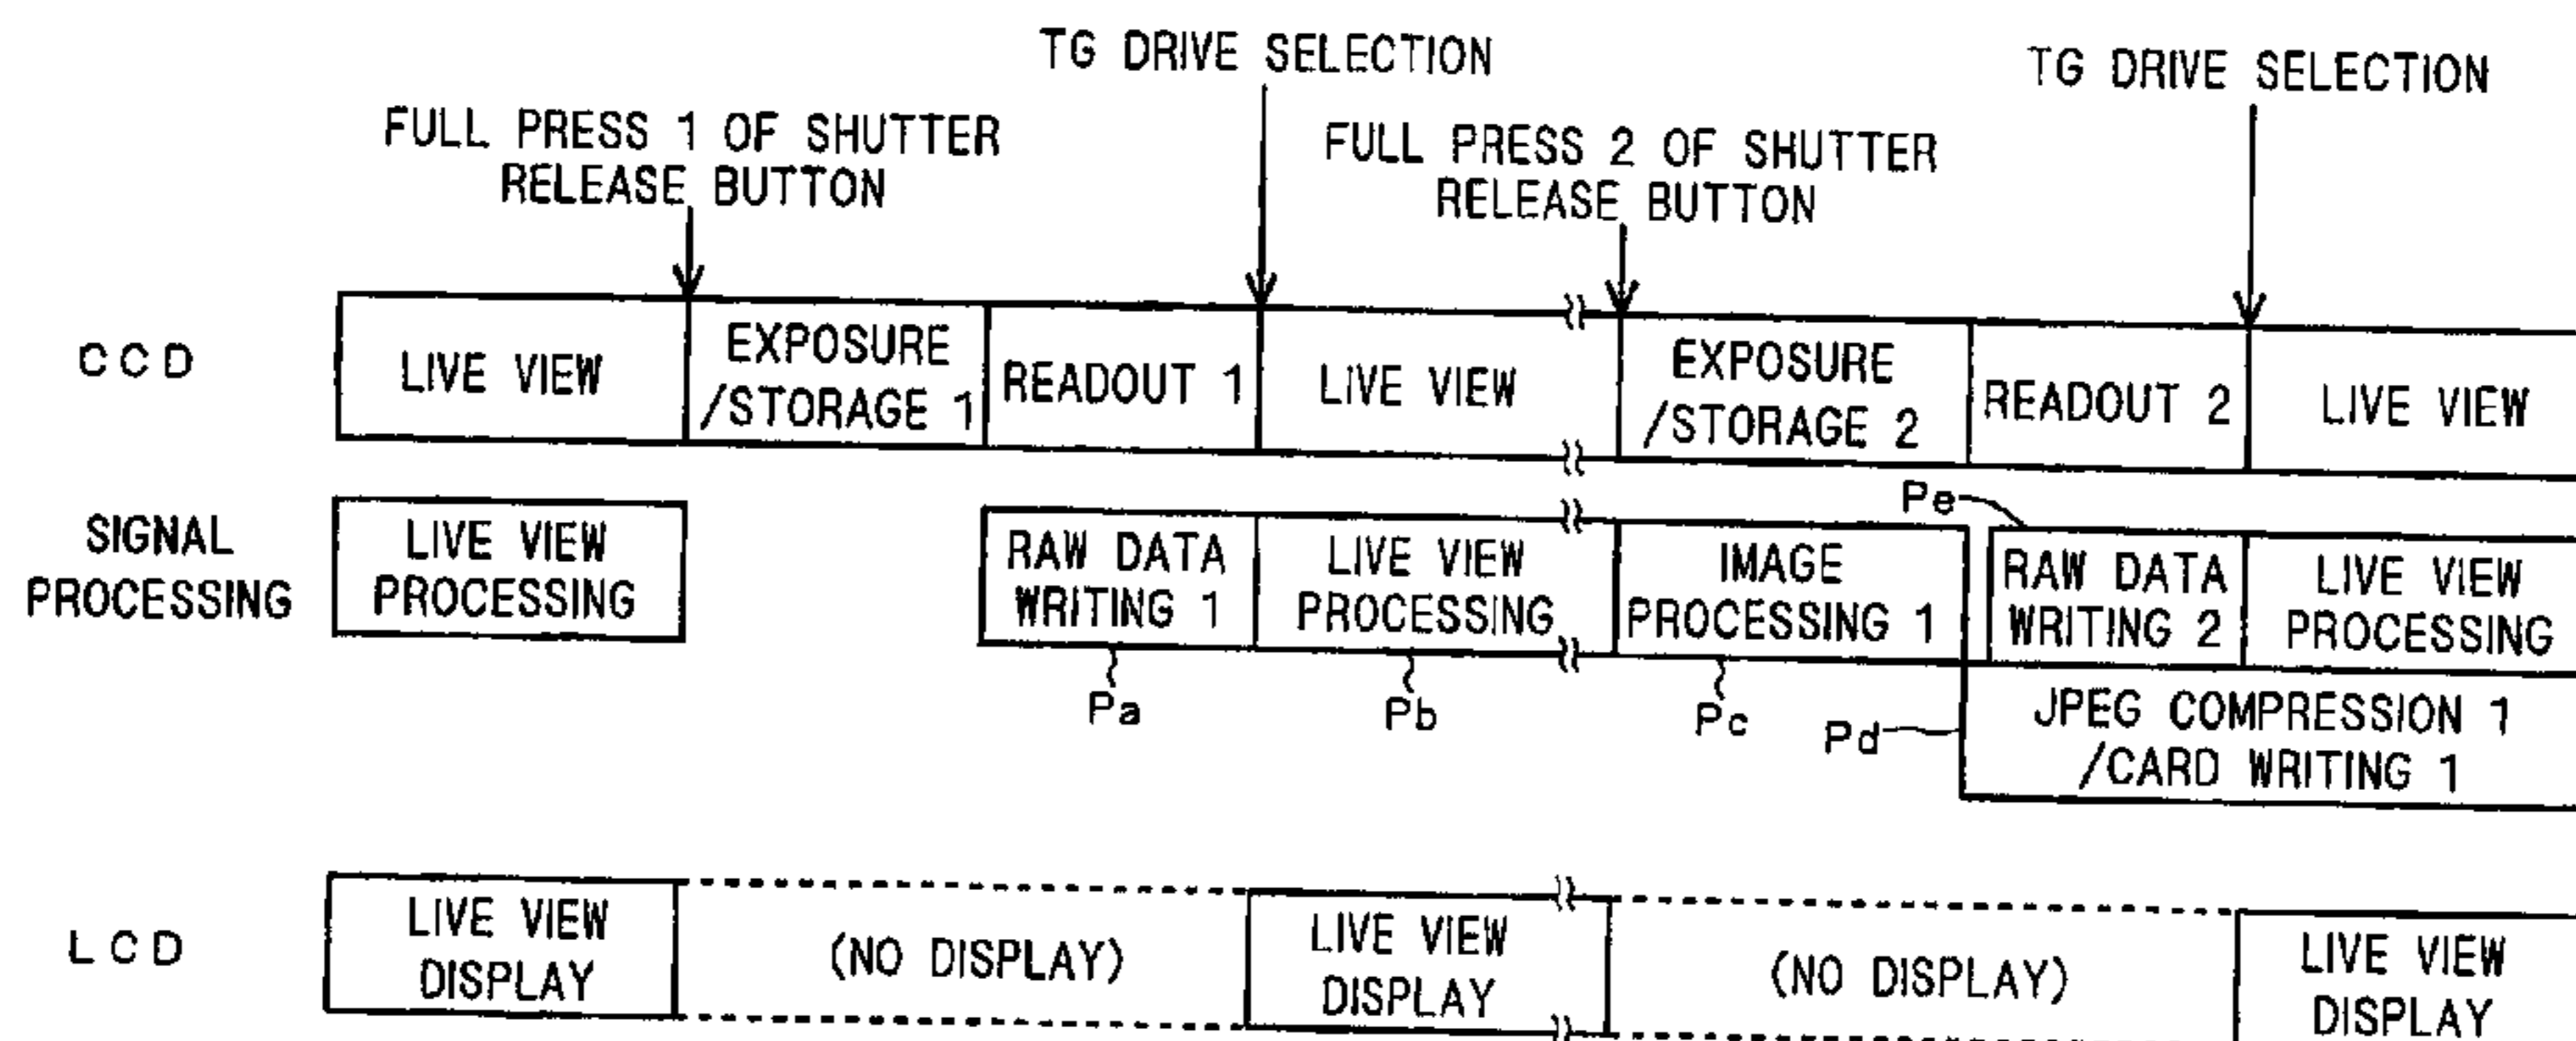 TG DRIVE SELECTION
TG DRIVE SELECTION
FULL PRESS 1 OF SHUTTER
RELEASE BUTTON
FULL PRESS 2 OF SHUTTER
RELEASE BUTTON
CCD
LIVE VIEW
EXPOSURE
/STORAGE 1
READOUT 1
LIVE VIEW
EXPOSURE
/STORAGE 2
READOUT 2
LIVE VIEW
SIGNAL
PROCESSING
LIVE VIEW
PROCESSING
RAW DATA
WRITING 1
LIVE VIEW
PROCESSING
IMAGE
PROCESSING 1
Pe
RAW DATA
WRITING 2
LIVE VIEW
PROCESSING
Pa
Pb
Pc
Pd
JPEG COMPRESSION 1
/CARD WRITING 1
LCD
LIVE VIEW
DISPLAY
(NO DISPLAY)
LIVE VIEW
DISPLAY
(NO DISPLAY)
LIVE VIEW
DISPLAY